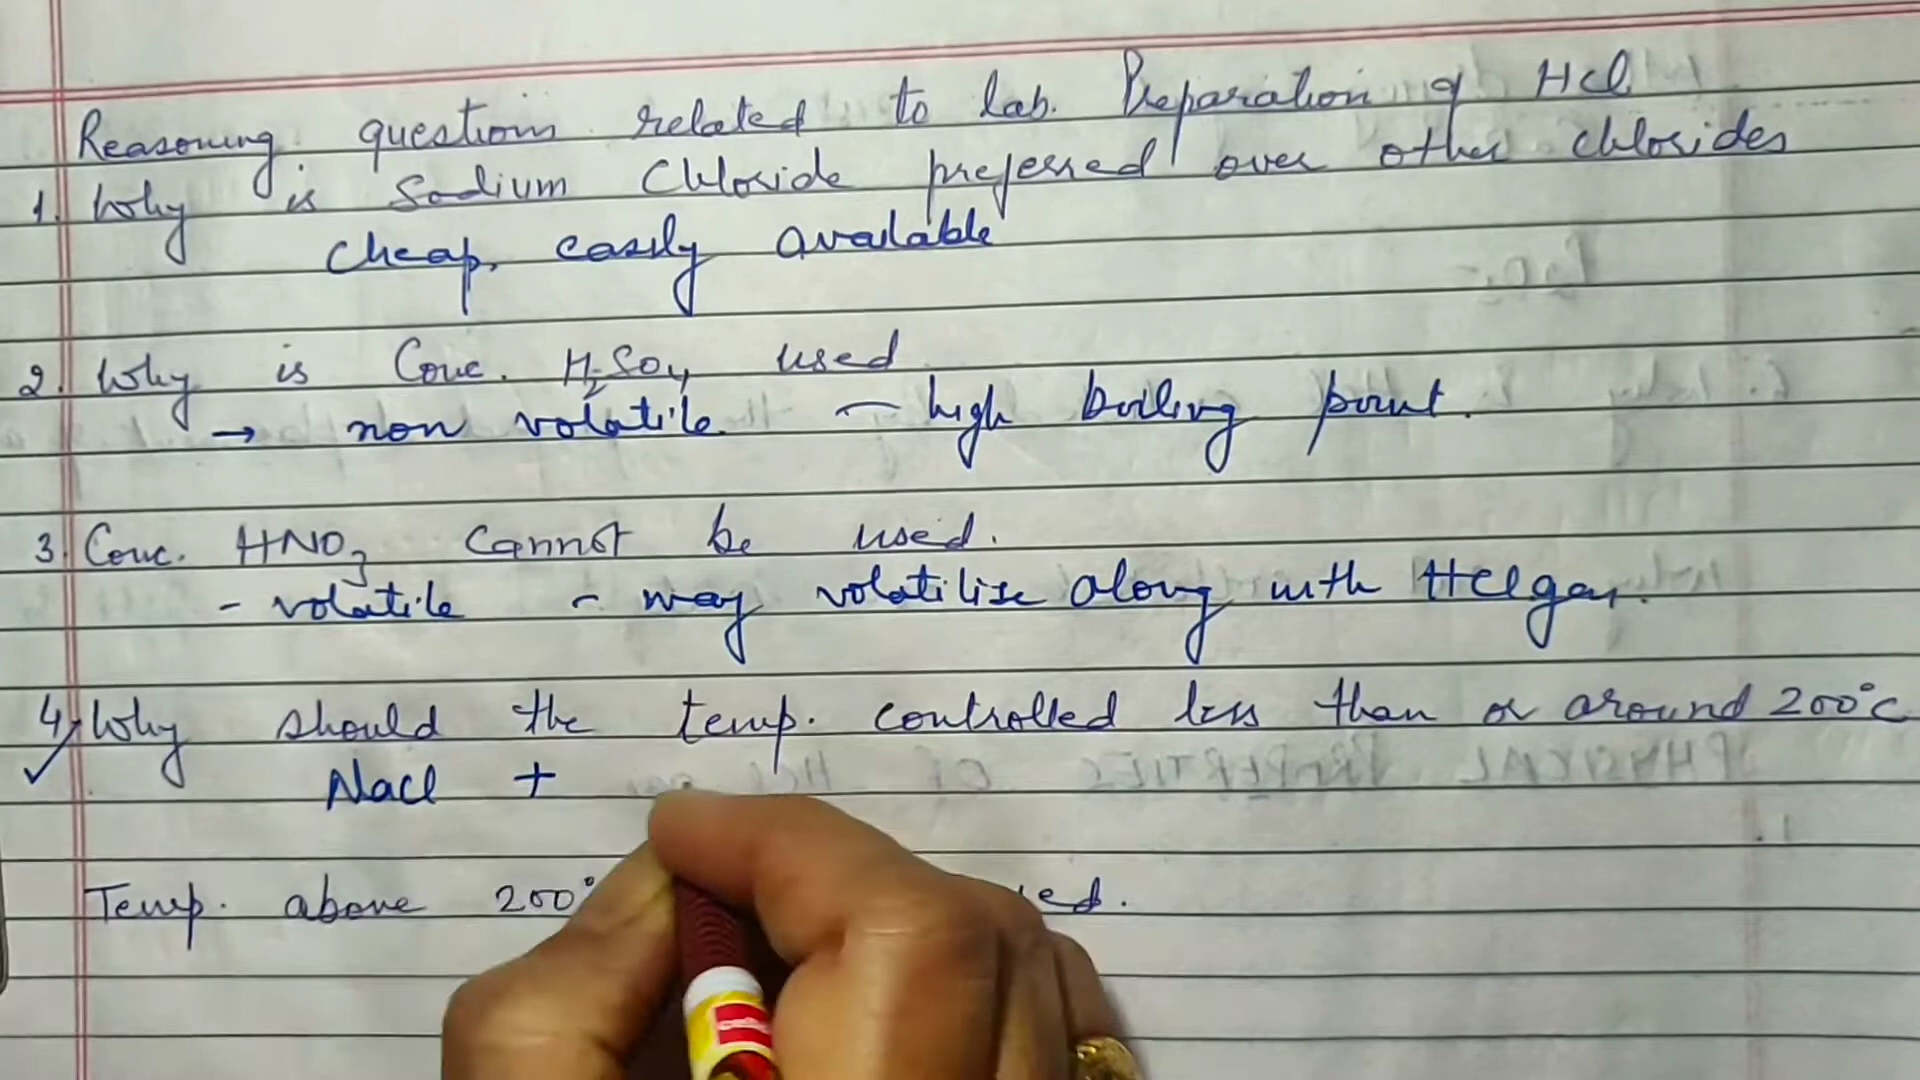 Reasoning questions related to Lab. Preparation of HCl
1. Why is Sodium Chloride preferred over other chlorides
Cheap, easily available
2. Why is Conc. H₂SO₄ used
→ non volatile - high boiling point.
3. Conc. HNO₃ cannot be used.
- volatile - may volatilise along with HCl gas.
4. Why should the temp. controlled less than or around 200°C
NaCl +
Temp. above 200°